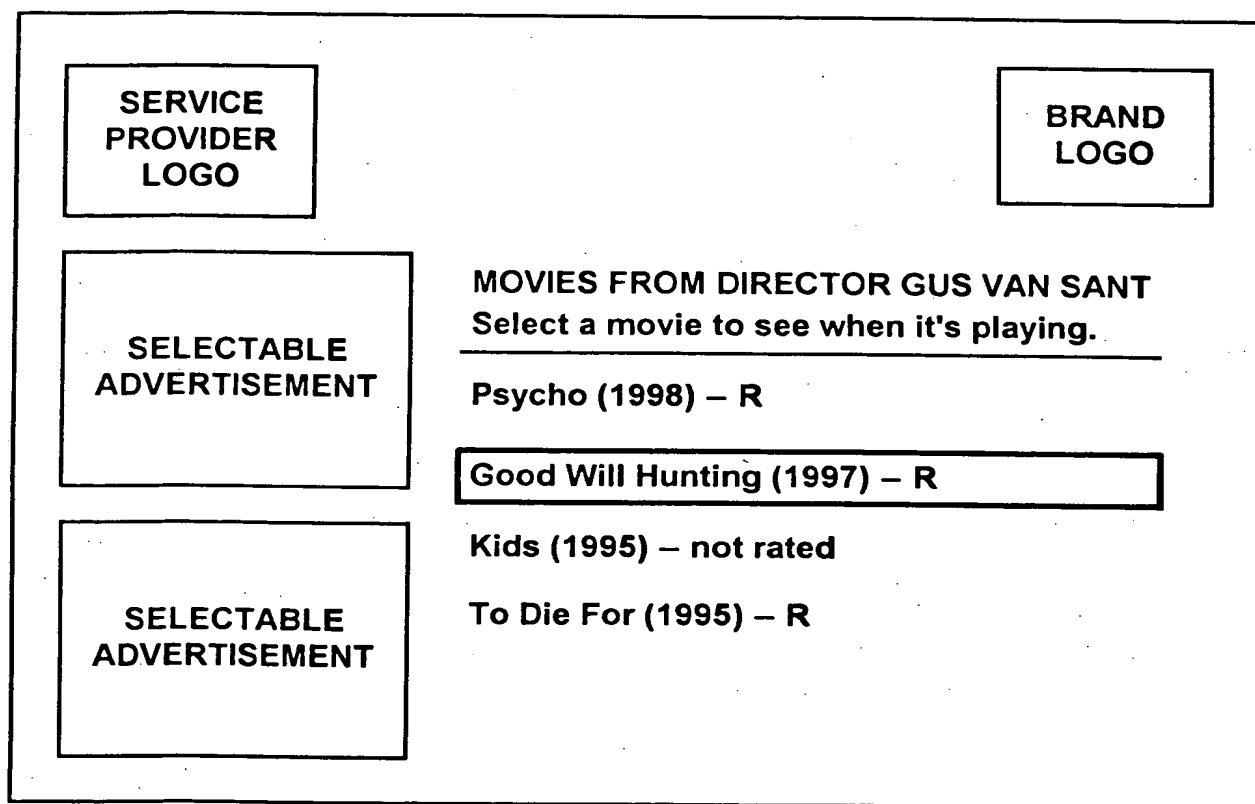 SERVICE
PROVIDER
LOGO
BRAND
LOGO
SELECTABLE
ADVERTISEMENT
MOVIES FROM DIRECTOR GUS VAN SANT
Select a movie to see when it's playing.
Psycho (1998) – R
Good Will Hunting (1997) – R
Kids (1995) – not rated
To Die For (1995) – R
SELECTABLE
ADVERTISEMENT